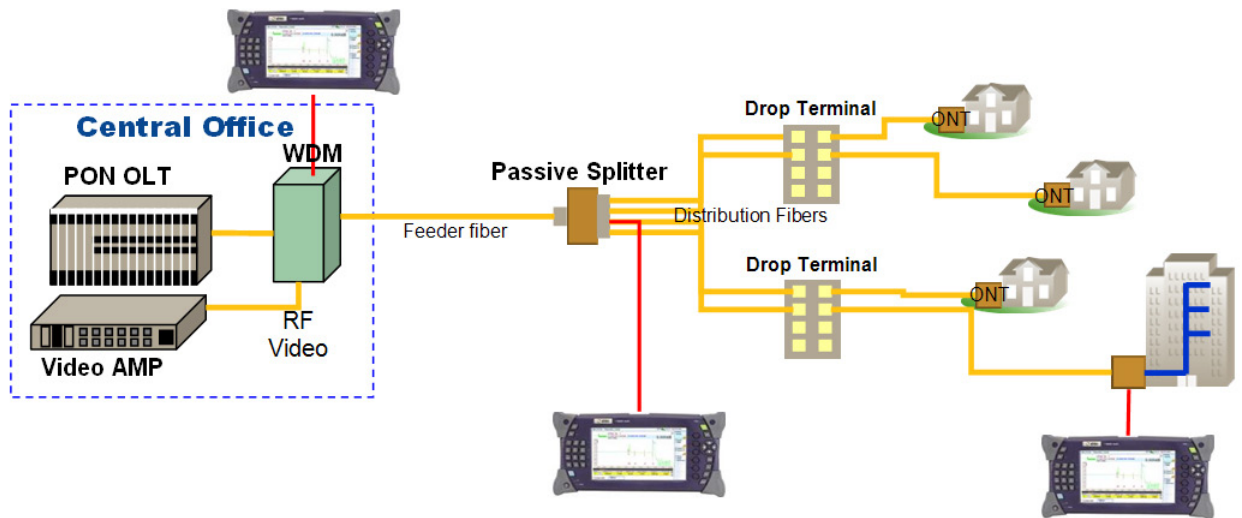 Central Office
WDM
PON OLT
RF
Video
Video AMP
Feeder fiber
Passive Splitter
Distribution Fibers
Drop Terminal
ONT
ONT
Drop Terminal
ONT